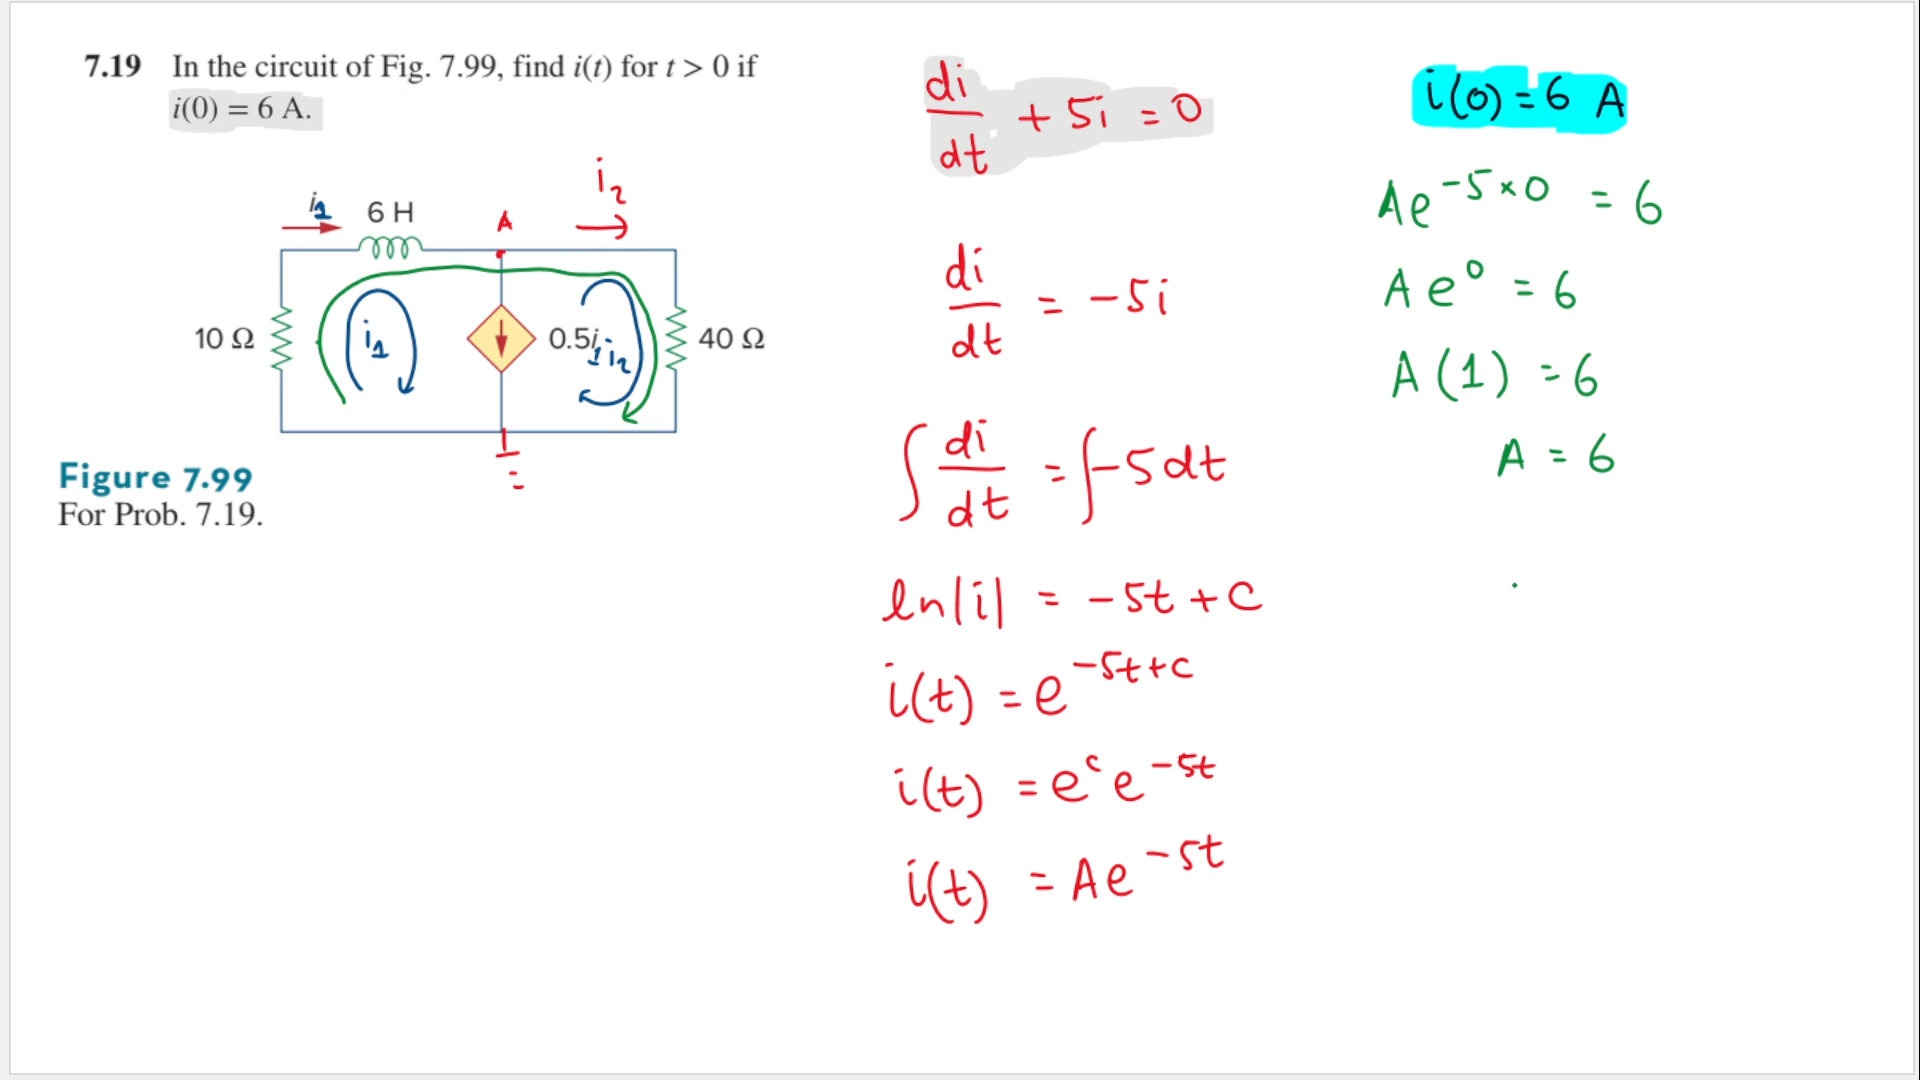 7.19 In the circuit of Fig. 7.99, find i(t) for t > 0 if
i(0) = 6 A.
i₂
i₁
6 H
A
10 Ω
i₁
0.5i₁
i₂
40 Ω
Figure 7.99
For Prob. 7.19.
di/dt + 5i = 0
di/dt = -5i
∫ di/dt = ∫-5dt
ln|i| = -5t + C
i(t) = e^(-5t+c)
i(t) = e^c e^(-5t)
i(t) = Ae^(-5t)
i(0) = 6 A
Ae^(-5×0) = 6
Ae^0 = 6
A(1) = 6
A = 6